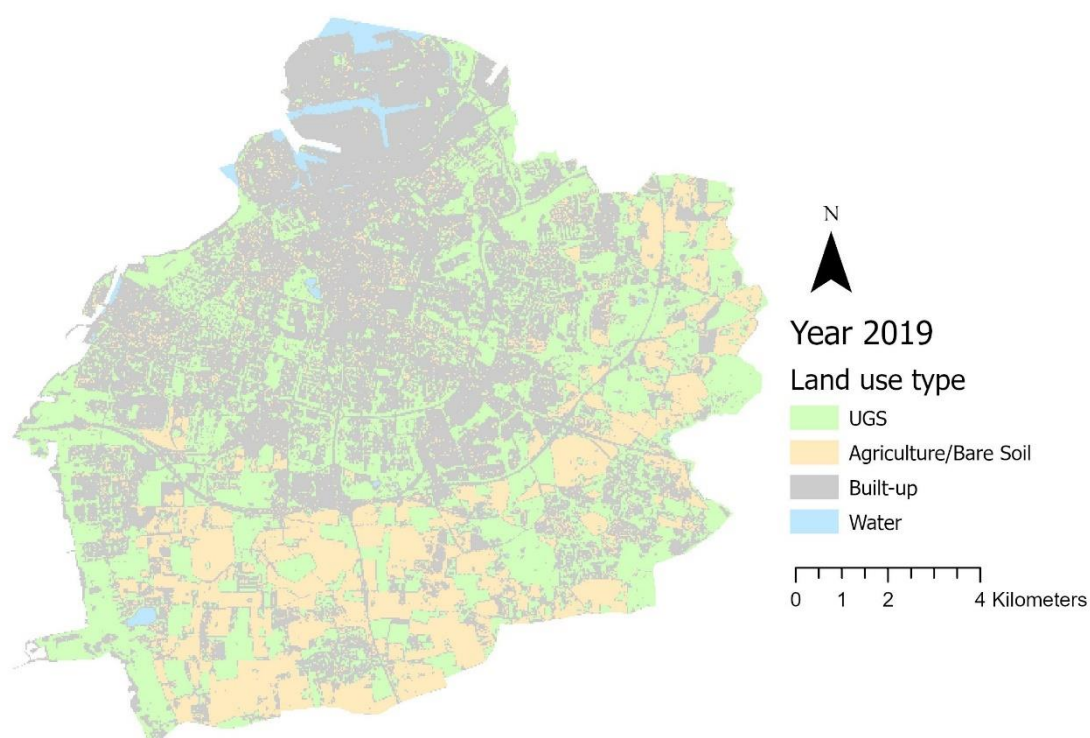 N
Year 2019
Land use type
UGS
Agriculture/Bare Soil
Built-up
Water
0 1 2 4 Kilometers